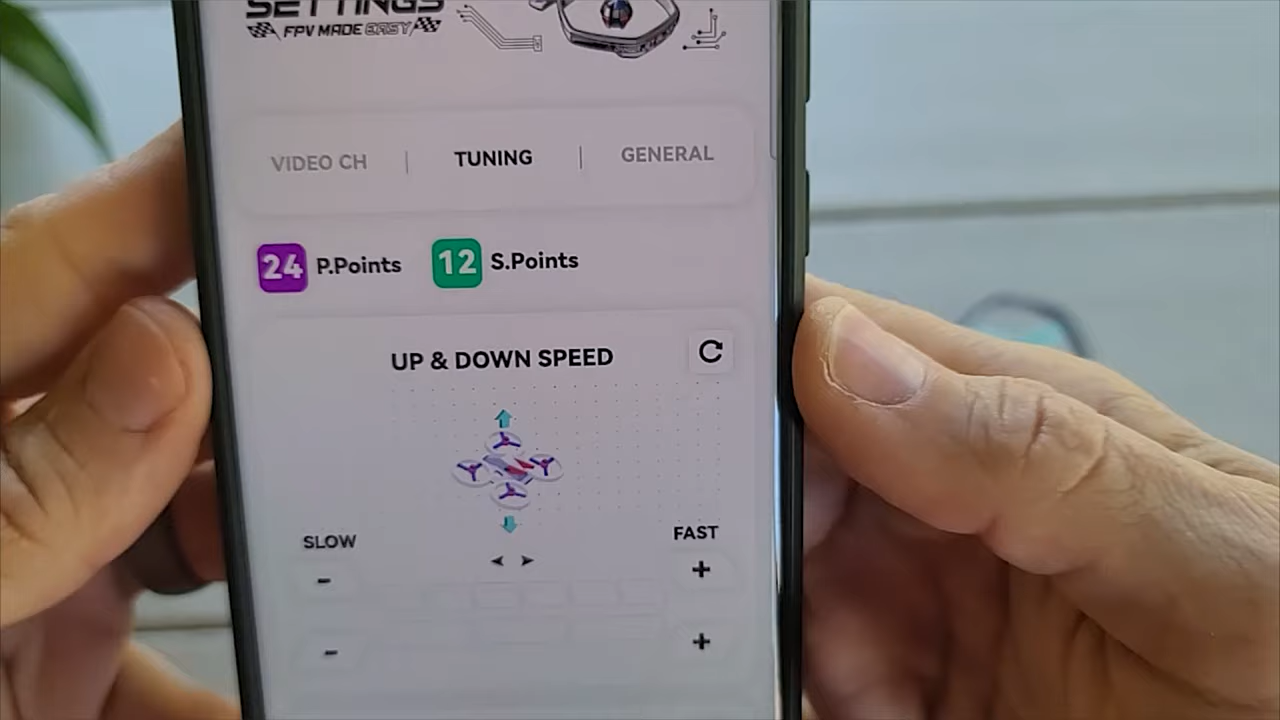 SETTINGS
FPV MADE EASY
VIDEO CH | TUNING | GENERAL
24 P.Points 12 S.Points
UP & DOWN SPEED
SLOW FAST
- +
- +